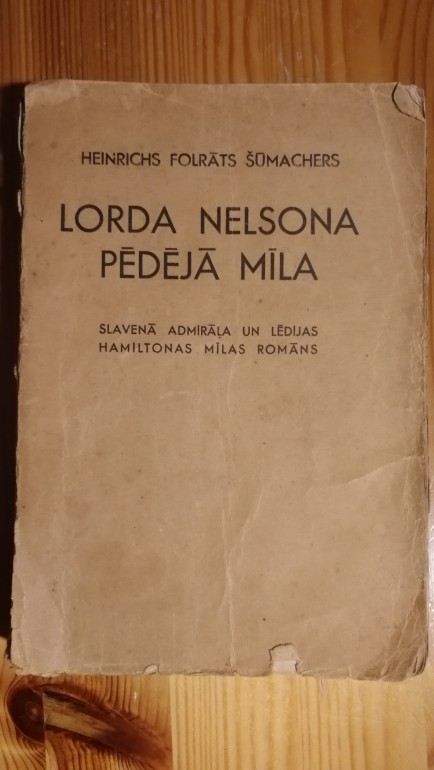 HEINRICHS FOLRĀTS ŠŪMACHERS
LORDA NELSONA
PĒDĒJĀ MĪLA
SLAVENĀ ADMIRĀĻA UN LĒDIJAS
HAMILTONAS MĪLAS ROMĀNS